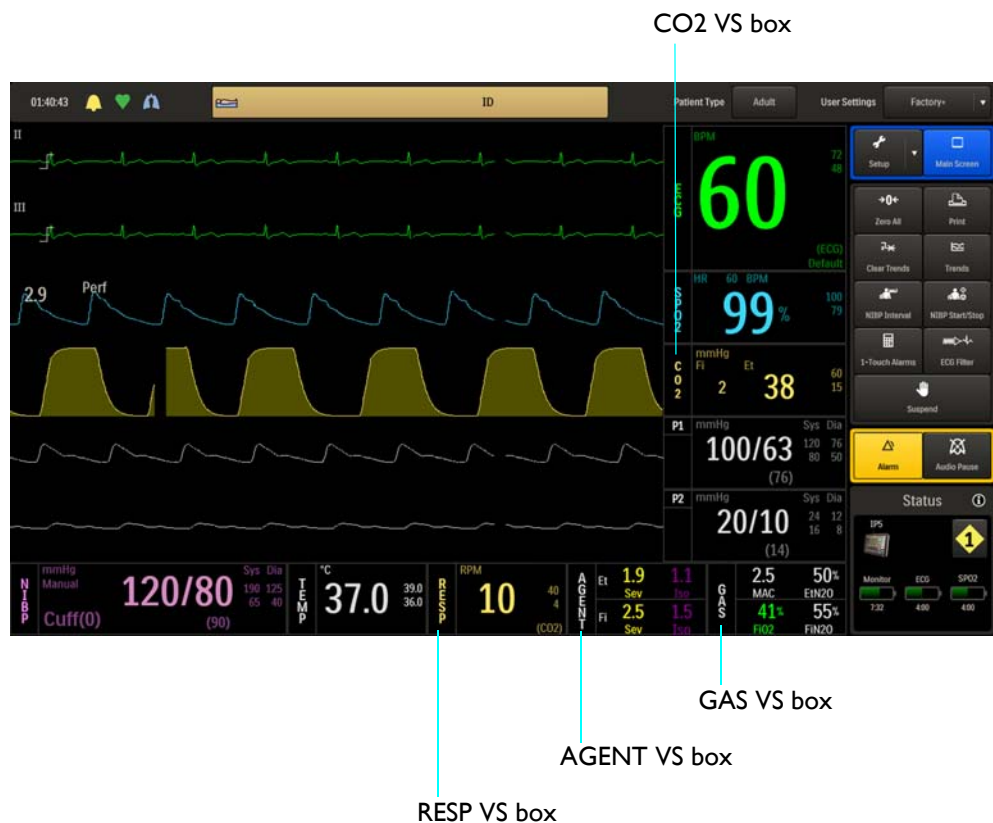 CO2 VS box
01:40:43 ID Patient Type Adult User Settings Factory*
II
BPM
72
48
60
ECG
(ECG)
Default
III
2.9 Perf
HR 60 BPM
SPO2
99%
100
79
mmHg
Fi Et
CO2
2 38
60
15
P1 mmHg Sys Dia
100/63
120 76
80 50
(76)
P2 mmHg Sys Dia
20/10
24 12
16 8
(14)
Setup Main Screen
→0← Zero All Print
Clear Trends Trends
NIBP Interval NIBP Start/Stop
1-Touch Alarms ECG Filter
Suspend
Alarm Audio Pause
Status
IP5 1
Monitor ECG SPO2
7:32 4:00 4:00
NIBP
mmHg Sys Dia
Manual 190 125
120/80 65 40
Cuff(0) (90)
TEMP
°C
37.0
39.0
36.0
RESP
RPM
10
40
4
(CO2)
AGENT
Et 1.9 1.1
Sev Iso
Fi 2.5 1.5
Sev Iso
GAS
2.5 50%
MAC EtN2O
41% 55%
FiO2 FiN2O
GAS VS box
AGENT VS box
RESP VS box